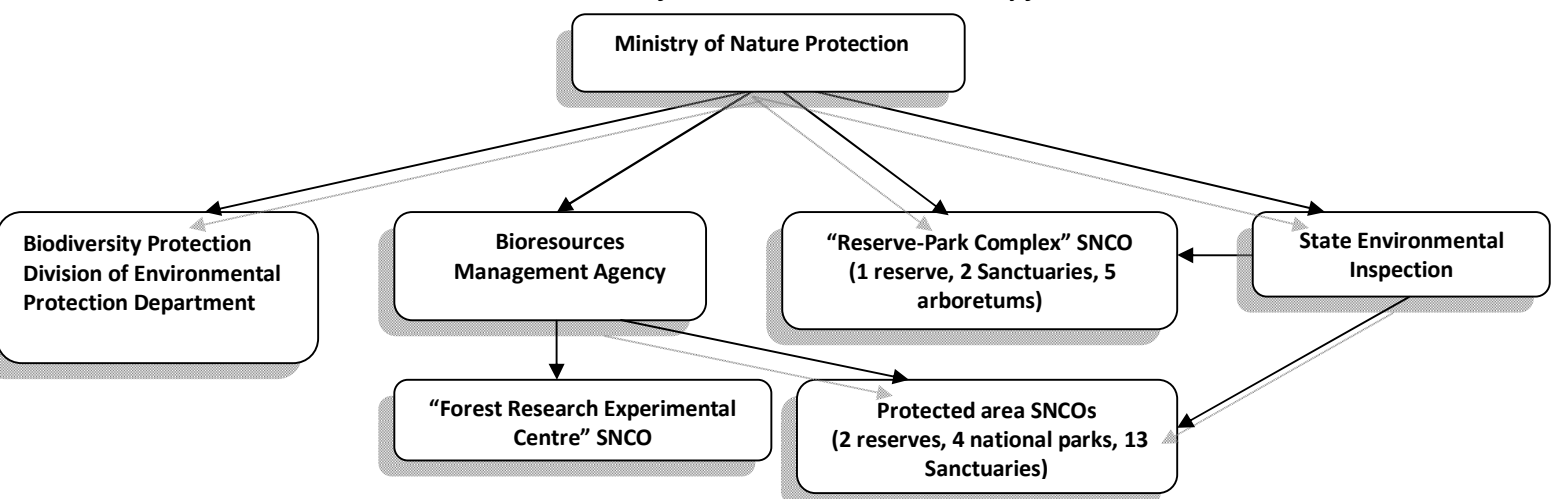 Ministry of Nature Protection
Biodiversity Protection
Division of Environmental
Protection Department
Bioresources
Management Agency
“Reserve-Park Complex” SNCO
(1 reserve, 2 Sanctuaries, 5
arboretums)
State Environmental
Inspection
“Forest Research Experimental
Centre” SNCO
Protected area SNCOs
(2 reserves, 4 national parks, 13
Sanctuaries)